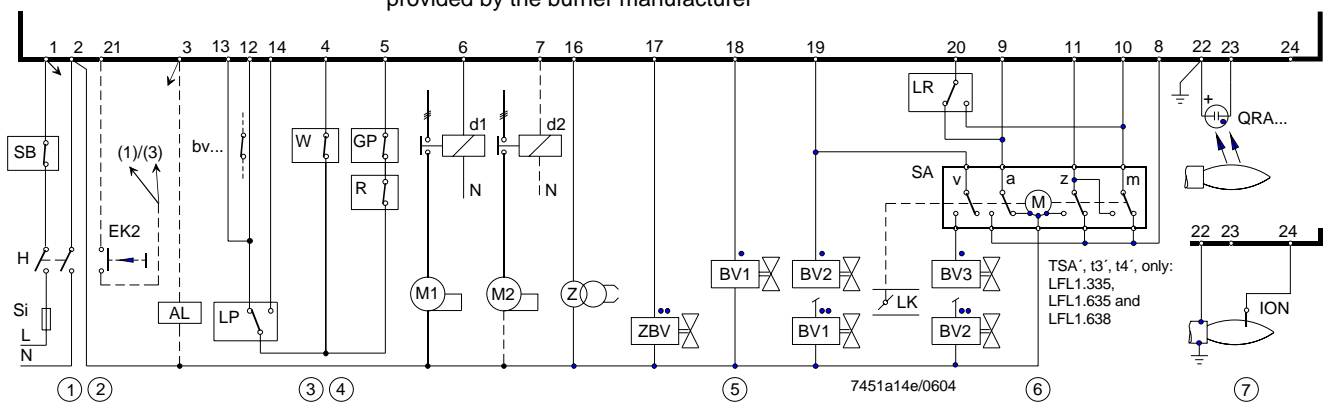 provided by the burner manufacturer
1 2 21 3 13 12 14 4 5 6 7 16 17 18 19 20 9 11 10 8 22 23 24
LR
d1 d2
+
QRA...
SB
(1)/(3)
bv...
W GP
R
N N
SA v a z m
M
EK2
H
22 23 24
BV1 BV2 BV3
TSA´, t3´, t4´, only:
LFL1.335,
LFL1.635 and
LFL1.638
M1 M2 Z
LK
ION
Si
AL
LP
ZBV BV1 BV2
L
N
1 2 3 4 5 7451a14e/0604 6 7